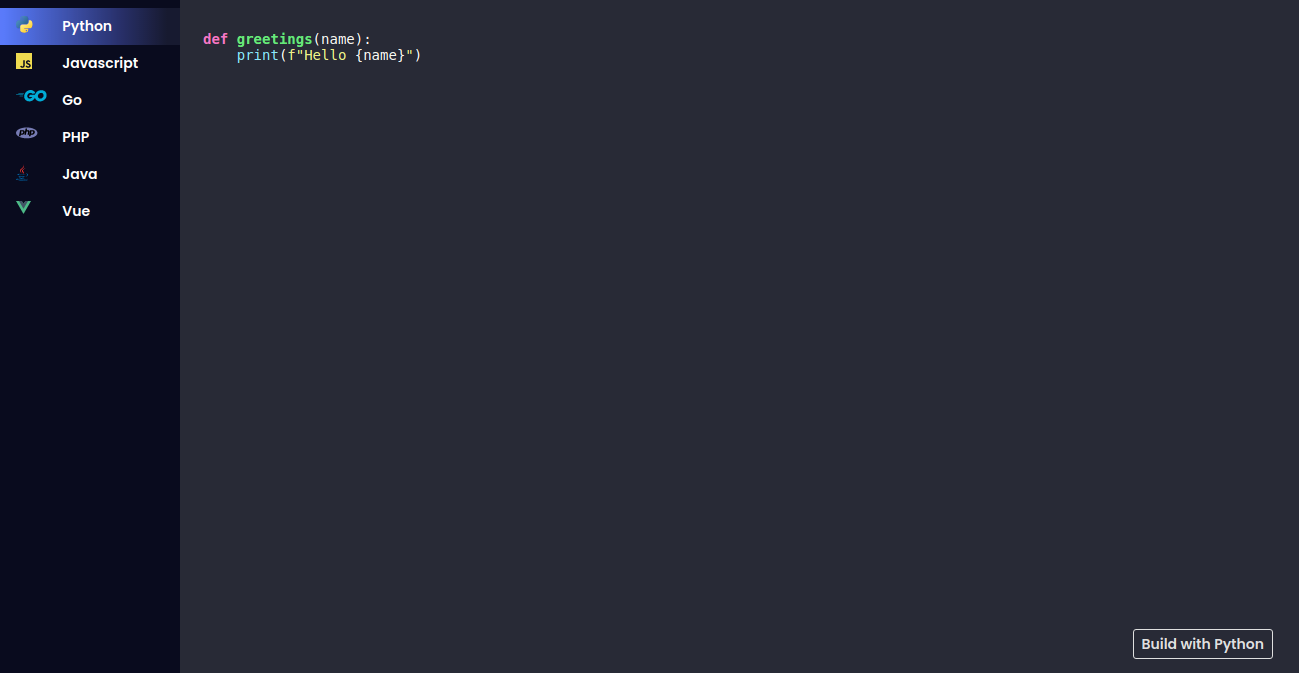 Python
Javascript
Go
PHP
Java
Vue
def greetings(name):
    print(f"Hello {name}")
Build with Python
JS
GO
php